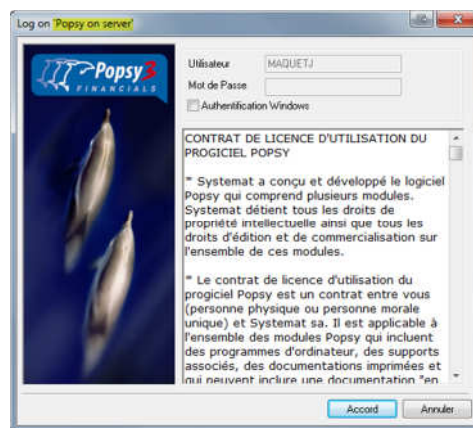 Log on 'Popsy on server'
Popsy3
FINANCIALS
Utilisateur
MAQUETJ
Mot de Passe
Authentification Windows
CONTRAT DE LICENCE D'UTILISATION DU
PROGICIEL POPSY
* Systemat a conçu et développé le logiciel
Popsy qui comprend plusieurs modules.
Systemat détient tous les droits de
propriété intellectuelle ainsi que tous les
droits d'édition et de commercialisation sur
l'ensemble de ces modules.
* Le contrat de licence d'utilisation du
progiciel Popsy est un contrat entre vous
(personne physique ou personne morale
unique) et Systemat sa. Il est applicable à
l'ensemble des modules Popsy qui incluent
des programmes d'ordinateur, des supports
associés, des documentations imprimées et
qui peuvent inclure une documentation "en
Accord
Annuler